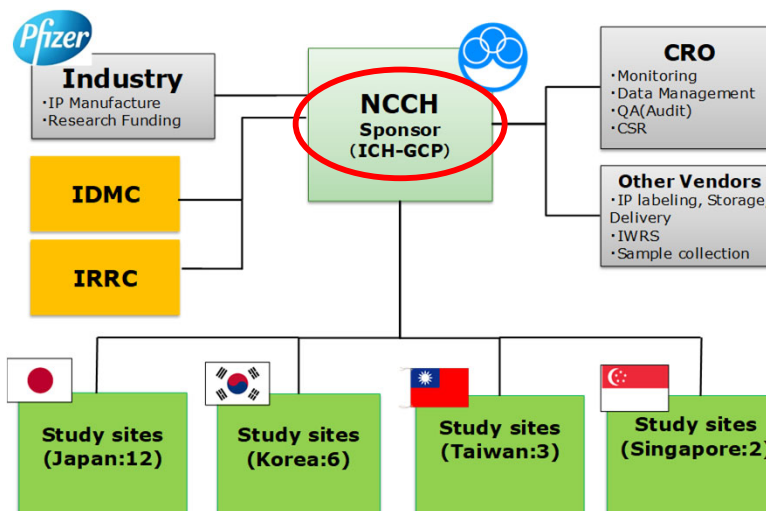 Pfizer
Industry
・IP Manufacture
・Research Funding
NCCH
Sponsor
(ICH-GCP)
CRO
・Monitoring
・Data Management
・QA(Audit)
・CSR
IDMC
IRRC
Other Vendors
・IP labeling, Storage,
Delivery
・IWRS
・Sample collection
Study sites
(Japan:12)
Study sites
(Korea:6)
Study sites
(Taiwan:3)
Study sites
(Singapore:2)